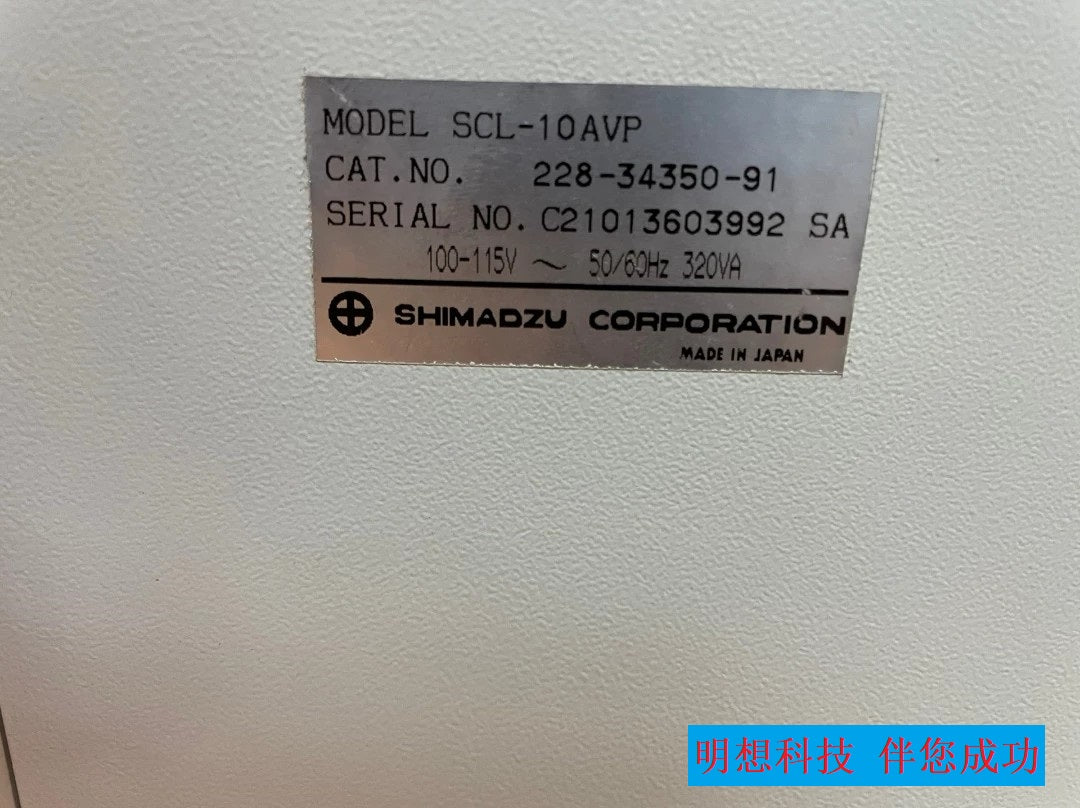 MODEL SCL-10AVP
CAT.NO. 228-34350-91
SERIAL NO. C21013603992 SA
100-115V ~ 50/60Hz 320VA
SHIMADZU CORPORATION
MADE IN JAPAN
明想科技 伴您成功